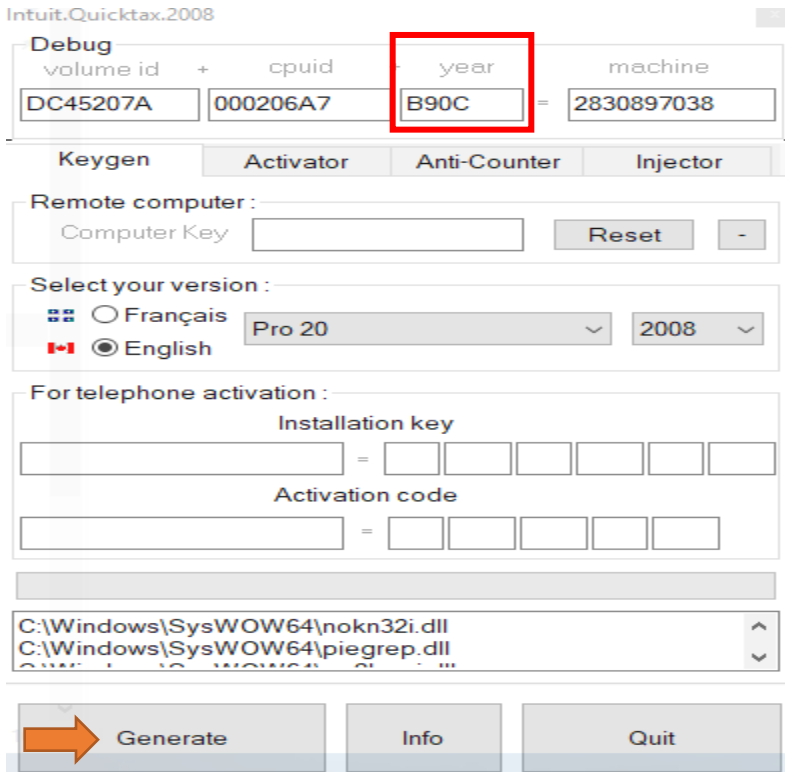 Intuit.Quicktax.2008
Debug
volume id + cpuid year machine
DC45207A 000206A7 B90C = 2830897038
Keygen Activator Anti-Counter Injector
Remote computer :
Computer Key Reset -
Select your version :
Français
English
Pro 20 2008
For telephone activation :
Installation key
=
Activation code
=
C:\Windows\SysWOW64\nokn32i.dll
C:\Windows\SysWOW64\piegrep.dll
Generate Info Quit